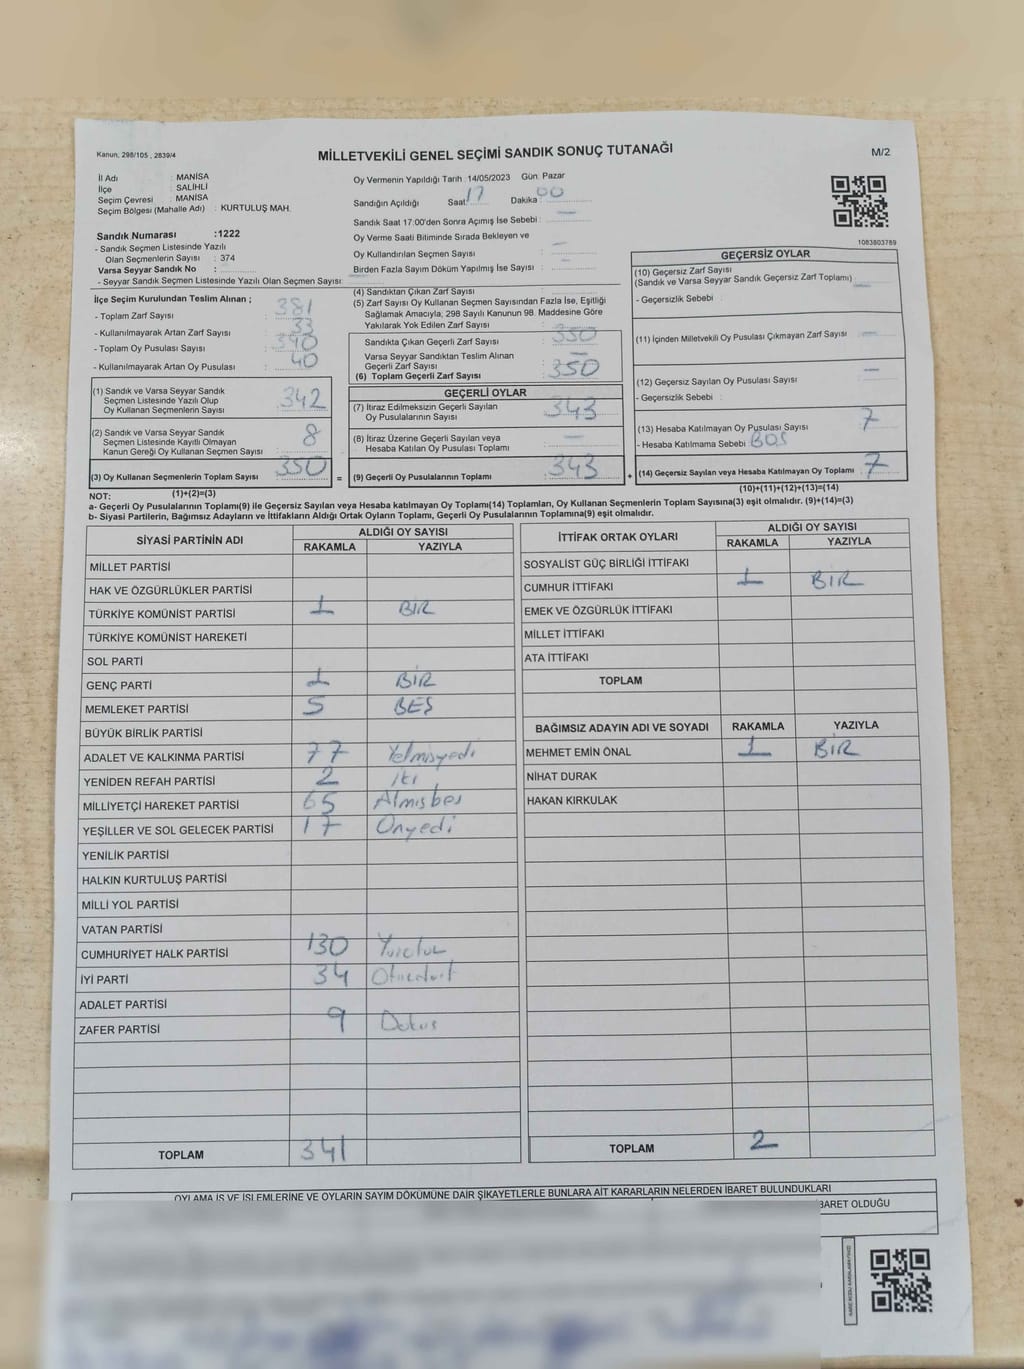 Kanun, 298/105 , 2839/4
MİLLETVEKİLİ GENEL SEÇİMİ SANDIK SONUÇ TUTANAĞI
M/2
İl Adı : MANİSA
İlçe : SALİHLİ
Seçim Çevresi : MANİSA
Seçim Bölgesi (Mahalle Adı) : KURTULUŞ MAH.
Sandık Numarası :1222
- Sandık Seçmen Listesinde Yazılı
Olan Seçmenlerin Sayısı : 374
Varsa Seyyar Sandık No :
- Seyyar Sandık Seçmen Listesinde Yazılı Olan Seçmen Sayısı:
Oy Vermenin Yapıldığı Tarih :14/05/2023 Gün: Pazar
Sandığın Açıldığı Saat: 17 Dakika: 00
Sandık Saat 17:00'den Sonra Açımış İse Sebebi : —
Oy Verme Saati Bitiminde Sırada Bekleyen ve
Oy Kullandırılan Seçmen Sayısı : —
Birden Fazla Sayım Döküm Yapılmış İse Sayısı : —
1083803789
İlçe Seçim Kurulundan Teslim Alınan ;
- Toplam Zarf Sayısı : 381
- Kullanılmayarak Artan Zarf Sayısı : 33
- Toplam Oy Pusulası Sayısı : 390
- Kullanılmayarak Artan Oy Pusulası : 40
(1) Sandık ve Varsa Seyyar Sandık
Seçmen Listesinde Yazılı Olup
Oy Kullanan Seçmenlerin Sayısı : 342
(2) Sandık ve Varsa Seyyar Sandık
Seçmen Listesinde Kayıtlı Olmayan
Kanun Gereği Oy Kullanan Seçmen Sayısı : 8
(3) Oy Kullanan Seçmenlerin Toplam Sayısı : 350
(1)+(2)=(3)
(4) Sandıktan Çıkan Zarf Sayısı
(5) Zarf Sayısı Oy Kullanan Seçmen Sayısından Fazla İse, Eşitliği
Sağlamak Amacıyla; 298 Sayılı Kanunun 98. Maddesine Göre
Yakılarak Yok Edilen Zarf Sayısı :
Sandıkta Çıkan Geçerli Zarf Sayısı : 350
Varsa Seyyar Sandıktan Teslim Alınan
Geçerli Zarf Sayısı : —
(6) Toplam Geçerli Zarf Sayısı : 350
GEÇERLİ OYLAR
(7) İtiraz Edilmeksizin Geçerli Sayılan
Oy Pusulalarının Sayısı : 343
(8) İtiraz Üzerine Geçerli Sayılan veya
Hesaba Katılan Oy Pusulası Toplamı : —
= (9) Geçerli Oy Pusulalarının Toplamı : 343
GEÇERSİZ OYLAR
(10) Geçersiz Zarf Sayısı
(Sandık ve Varsa Seyyar Sandık Geçersiz Zarf Toplamı) : —
- Geçersizlik Sebebi :
(11) İçinden Milletvekili Oy Pusulası Çıkmayan Zarf Sayısı : —
(12) Geçersiz Sayılan Oy Pusulası Sayısı : —
- Geçersizlik Sebebi :
(13) Hesaba Katılmayan Oy Pusulası Sayısı : 7
- Hesaba Katılmama Sebebi : BOŞ
+ (14) Geçersiz Sayılan veya Hesaba Katılmayan Oy Toplamı : 7
(10)+(11)+(12)+(13)=(14)
NOT:
a- Geçerli Oy Pusulalarının Toplamı(9) ile Geçersiz Sayılan veya Hesaba katılmayan Oy Toplamı(14) Toplamları, Oy Kullanan Seçmenlerin Toplam Sayısına(3) eşit olmalıdır. (9)+(14)=(3)
b- Siyasi Partilerin, Bağımsız Adayların ve İttifakların Aldığı Ortak Oyların Toplamı, Geçerli Oy Pusulalarının Toplamına(9) eşit olmalıdır.
SİYASİ PARTİNİN ADI ALDIĞI OY SAYISI
RAKAMLA YAZIYLA
MİLLET PARTİSİ
HAK VE ÖZGÜRLÜKLER PARTİSİ
TÜRKİYE KOMÜNİST PARTİSİ 1 BİR
TÜRKİYE KOMÜNİST HAREKETİ
SOL PARTİ
GENÇ PARTİ 1 BİR
MEMLEKET PARTİSİ 5 BEŞ
BÜYÜK BİRLİK PARTİSİ
ADALET VE KALKINMA PARTİSİ 77 Yetmişyedi
YENİDEN REFAH PARTİSİ 2 İki
MİLLİYETÇİ HAREKET PARTİSİ 65 Almışbeş
YEŞİLLER VE SOL GELECEK PARTİSİ 17 Onyedi
YENİLİK PARTİSİ
HALKIN KURTULUŞ PARTİSİ
MİLLİ YOL PARTİSİ
VATAN PARTİSİ
CUMHURİYET HALK PARTİSİ 130
İYİ PARTİ 34 Otuzdört
ADALET PARTİSİ
ZAFER PARTİSİ 9 Dokus
TOPLAM 341
İTTİFAK ORTAK OYLARI ALDIĞI OY SAYISI
RAKAMLA YAZIYLA
SOSYALİST GÜÇ BİRLİĞİ İTTİFAKI
CUMHUR İTTİFAKI 1 BİR
EMEK VE ÖZGÜRLÜK İTTİFAKI
MİLLET İTTİFAKI
ATA İTTİFAKI
TOPLAM
BAĞIMSIZ ADAYIN ADI VE SOYADI RAKAMLA YAZIYLA
MEHMET EMİN ÖNAL 1 BİR
NİHAT DURAK
HAKAN KIRKULAK
TOPLAM 2
OYLAMA İŞ VE İŞLEMLERİNE VE OYLARIN SAYIM DÖKÜMÜNE DAİR ŞİKAYETLERLE BUNLARA AİT KARARLARIN NELERDEN İBARET BULUNDUKLARI
İBARET OLDUĞU